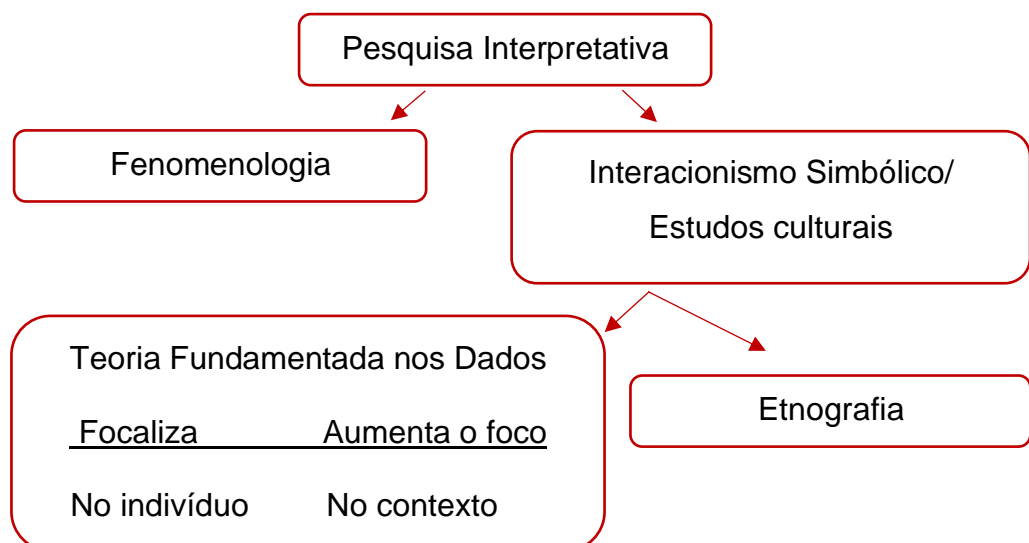 Pesquisa Interpretativa
Fenomenologia
Interacionismo Simbólico/
Estudos culturais
Teoria Fundamentada nos Dados
Focaliza Aumenta o foco
No indivíduo No contexto
Etnografia